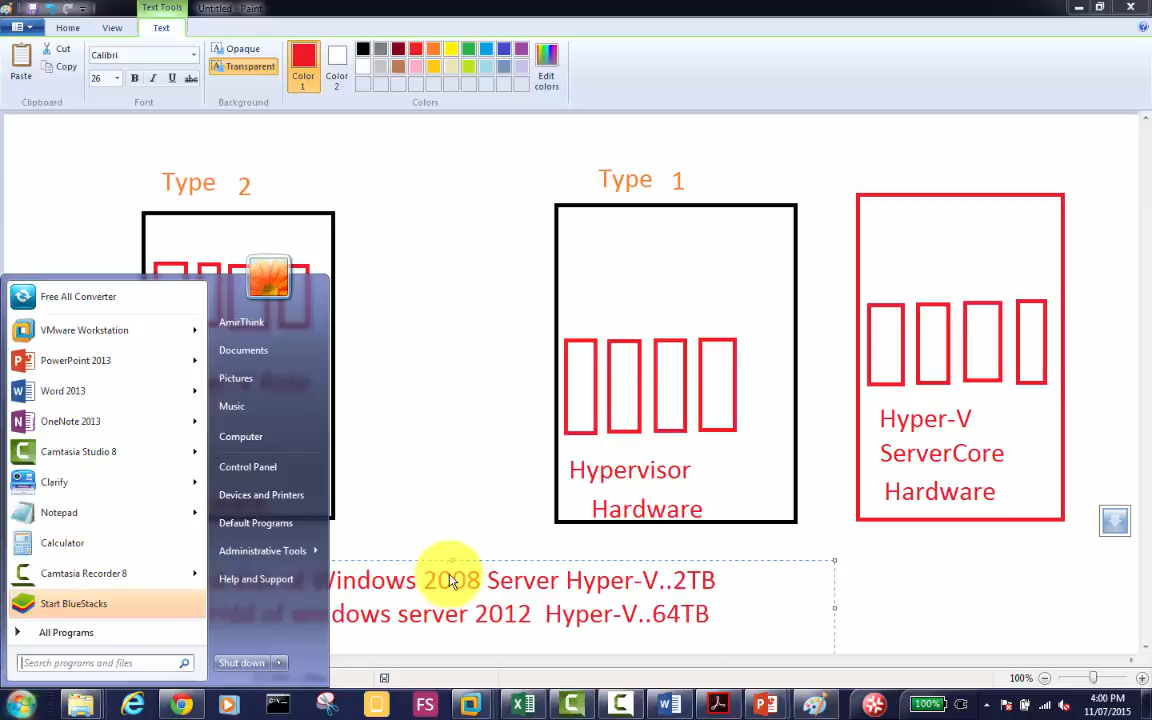 Text Tools
Untitled - Paint
Home
View
Text
Paste
Cut
Copy
Clipboard
Calibri
26
B
I
U
abc
Font
Opaque
Transparent
Background
Color 1
Color 2
Edit colors
Colors
Type 2
Type 1
Hypervisor
Hardware
Hyper-V
ServerCore
Hardware
Windows 2008 Server Hyper-V..2TB
of windows server 2012 Hyper-V..64TB
Free All Converter
VMware Workstation
PowerPoint 2013
Word 2013
OneNote 2013
Camtasia Studio 8
Clarify
Notepad
Calculator
Camtasia Recorder 8
Start BlueStacks
All Programs
Search programs and files
AmirThink
Documents
Pictures
Music
Computer
Control Panel
Devices and Printers
Default Programs
Administrative Tools
Help and Support
Shut down
100%
FS
100%
4:00 PM
11/07/2015